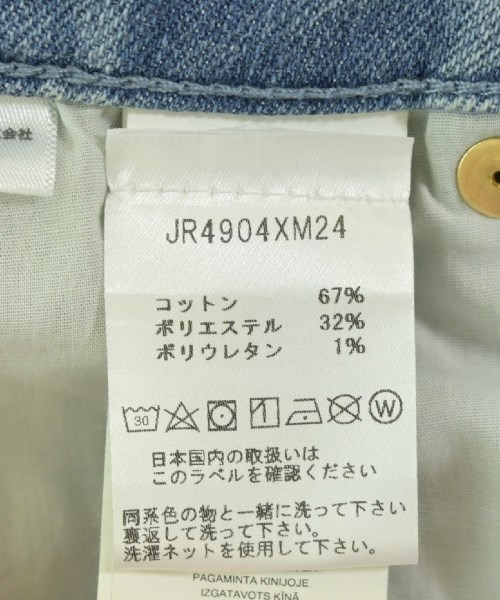 式会社
JR4904XM24
コットン 67%
ポリエステル 32%
ポリウレタン 1%
30 W
日本国内の取扱いは
このラベルを確認ください
同系色の物と一緒に洗って下さい
裏返して洗って下さい。
洗濯ネットを使用して下さい。
PAGAMINTA KINIJOJE
IZGATAVOTS ĶĪNĀ